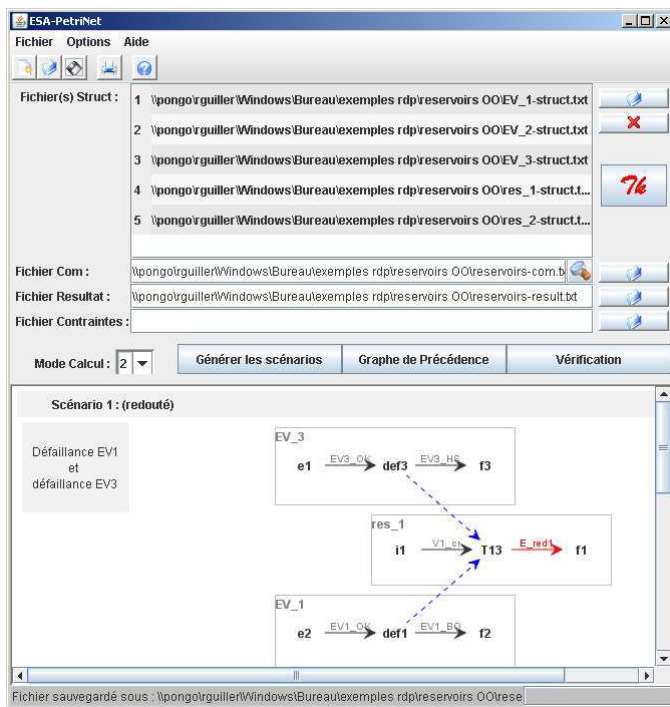 ESA-PetriNet
Fichier Options Aide
Fichier(s) Struct :
1 \\pongo\rguiller\Windows\Bureau\exemples rdp\reservoirs OO\EV_1-struct.txt
2 \\pongo\rguiller\Windows\Bureau\exemples rdp\reservoirs OO\EV_2-struct.txt
3 \\pongo\rguiller\Windows\Bureau\exemples rdp\reservoirs OO\EV_3-struct.txt
4 \\pongo\rguiller\Windows\Bureau\exemples rdp\reservoirs OO\res_1-struct.t...
5 \\pongo\rguiller\Windows\Bureau\exemples rdp\reservoirs OO\res_2-struct.t...
7k
Fichier Com : \\pongo\rguiller\Windows\Bureau\exemples rdp\reservoirs OO\reservoirs-com.tx
Fichier Resultat : \\pongo\rguiller\Windows\Bureau\exemples rdp\reservoirs OO\reservoirs-result.txt
Fichier Contraintes :
Mode Calcul : 2 Générer les scénarios Graphe de Précédence Vérification
Scénario 1 : (redouté)
Défaillance EV1
et
défaillance EV3
EV_3
e1 EV3_OK def3 EV3_HS f3
res_1
i1 V1_cr T13 E_red1 f1
EV_1
e2 EV1_OK def1 EV1_BO f2
Fichier sauvegardé sous : \\pongo\rguiller\Windows\Bureau\exemples rdp\reservoirs OO\rese